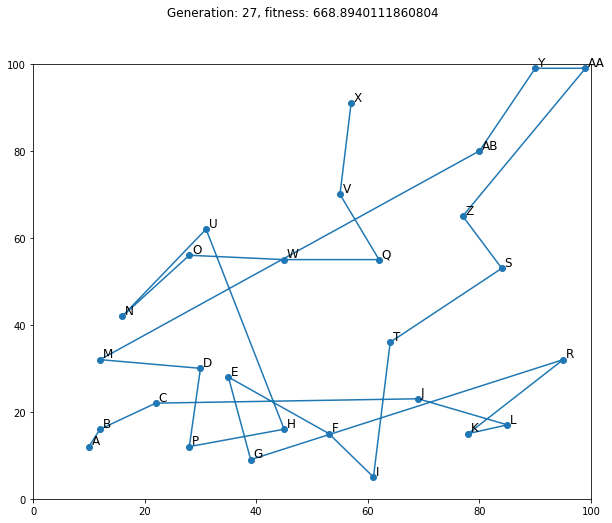 Generation: 27, fitness: 668.8940111860804
100
Y
AA
X
80
AB
V
Z
60
U
O
W
Q
S
40
N
T
M
R
D
E
20
C
J
B
H
L
A
P
G
F
K
I
0
0
20
40
60
80
100